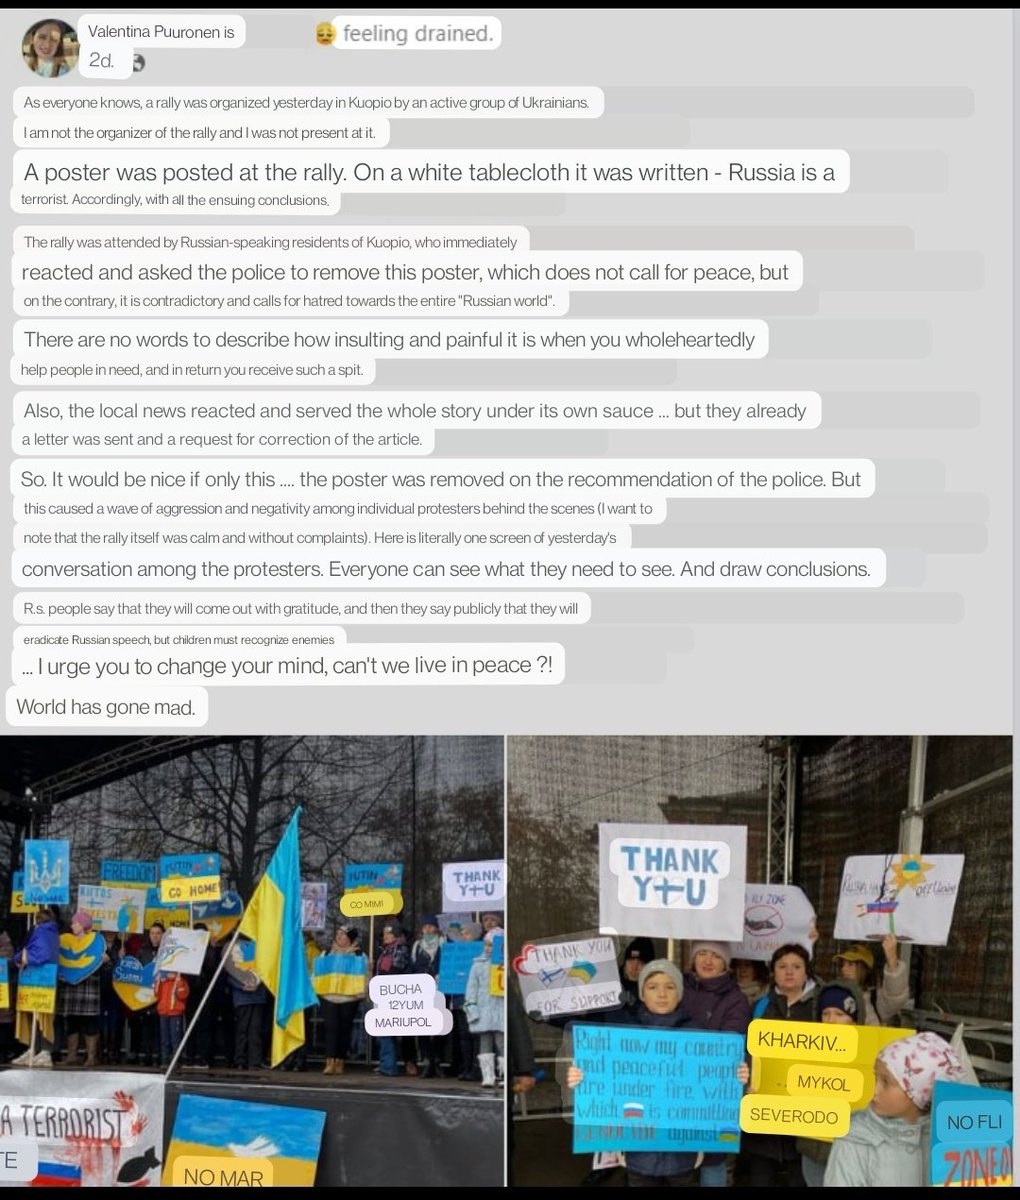 Valentina Puuronen is feeling drained.
2d.
As everyone knows, a rally was organized yesterday in Kuopio by an active group of Ukrainians.
I am not the organizer of the rally and I was not present at it.
A poster was posted at the rally. On a white tablecloth it was written - Russia is a
terrorist. Accordingly, with all the ensuing conclusions.
The rally was attended by Russian-speaking residents of Kuopio, who immediately
reacted and asked the police to remove this poster, which does not call for peace, but
on the contrary, it is contradictory and calls for hatred towards the entire "Russian world".
There are no words to describe how insulting and painful it is when you wholeheartedly
help people in need, and in return you receive such a spit.
Also, the local news reacted and served the whole story under its own sauce ... but they already
a letter was sent and a request for correction of the article.
So. It would be nice if only this .... the poster was removed on the recommendation of the police. But
this caused a wave of aggression and negativity among individual protesters behind the scenes (I want to
note that the rally itself was calm and without complaints). Here is literally one screen of yesterday's
conversation among the protesters. Everyone can see what they need to see. And draw conclusions.
R.s. people say that they will come out with gratitude, and then they say publicly that they will
eradicate Russian speech, but children must recognize enemies
... I urge you to change your mind, can't we live in peace ?!
World has gone mad.
FREEDOM
PUTIN
GO HOME
KIITOS
PUTIN
GO MIMI
THANK
Y+U
BUCHA
12YUM
MARIUPOL
A TERRORIST
TE
NO MAR
THANK
Y+U
FLY ZONE
THANK YOU
FOR SUPPORT
Right now my country
and peaceful people
are under fire, with
which is committing
GENOCIDE against
KHARKIV...
MYKOL
SEVERODO
NO FLI
ZONE